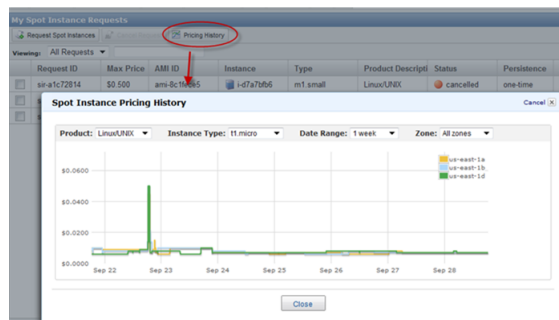 My Spot Instance Requests
Request Spot Instances Pricing History
Viewing: All Requests
Request ID Max Price AMI ID Instance Type Product Descripti Status Persistence
sir-a1c72814 $0.500 i-d7a7bfb6 m1.small Linux/UNIX cancelled one-time
Spot Instance Pricing History Cancel
Product: Linux/UNIX Instance Type: t1.micro Date Range: 1 week Zone: All zones
us-east-1a
us-east-1b
us-east-1d
$0.0600
$0.0400
$0.0200
$0.0000
Sep 22 Sep 23 Sep 24 Sep 25 Sep 26 Sep 27 Sep 28
Close